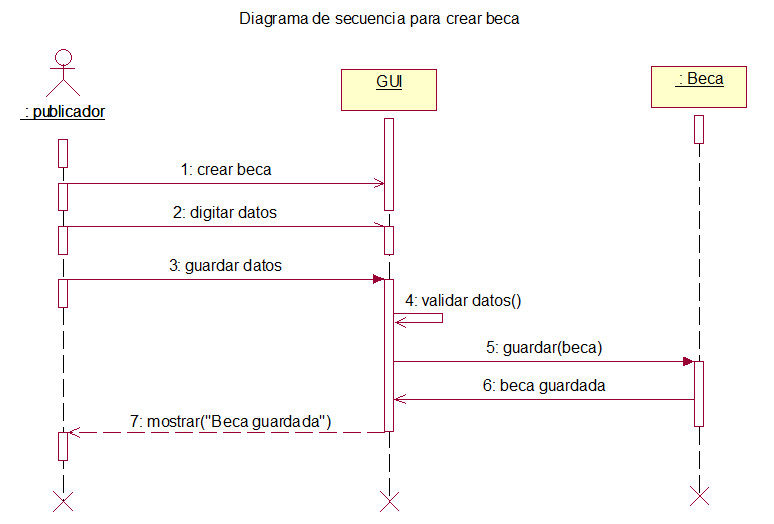 Diagrama de secuencia para crear beca
: publicador
GUI
: Beca
1: crear beca
2: digitar datos
3: guardar datos
4: validar datos()
5: guardar(beca)
6: beca guardada
7: mostrar("Beca guardada")